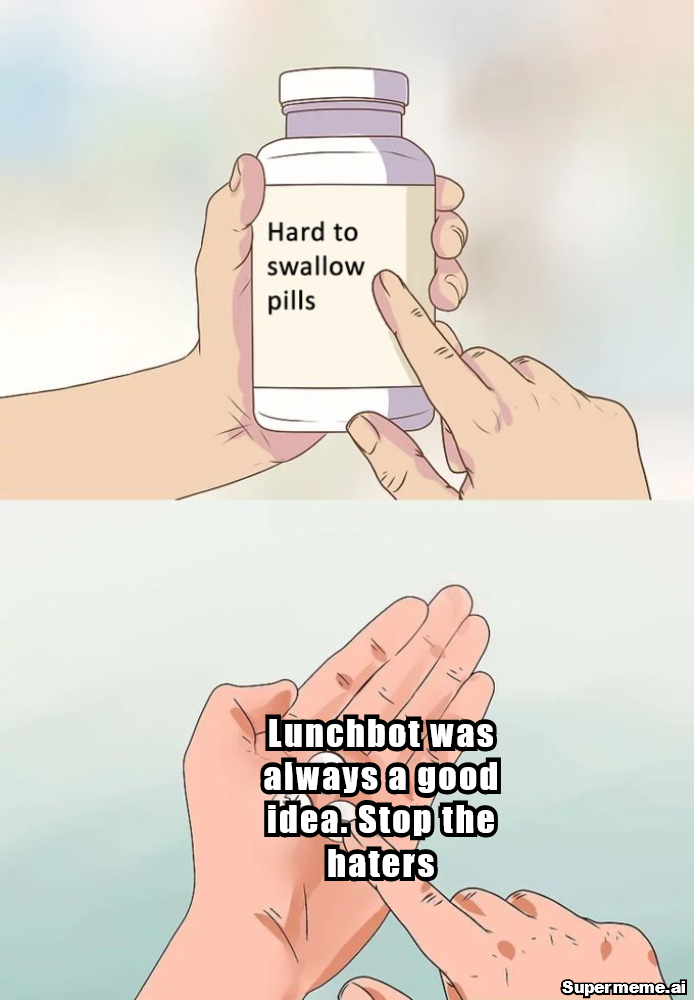 Hard to
swallow
pills
Lunchbot was
always a good
idea. Stop the
haters
Supermeme.ai